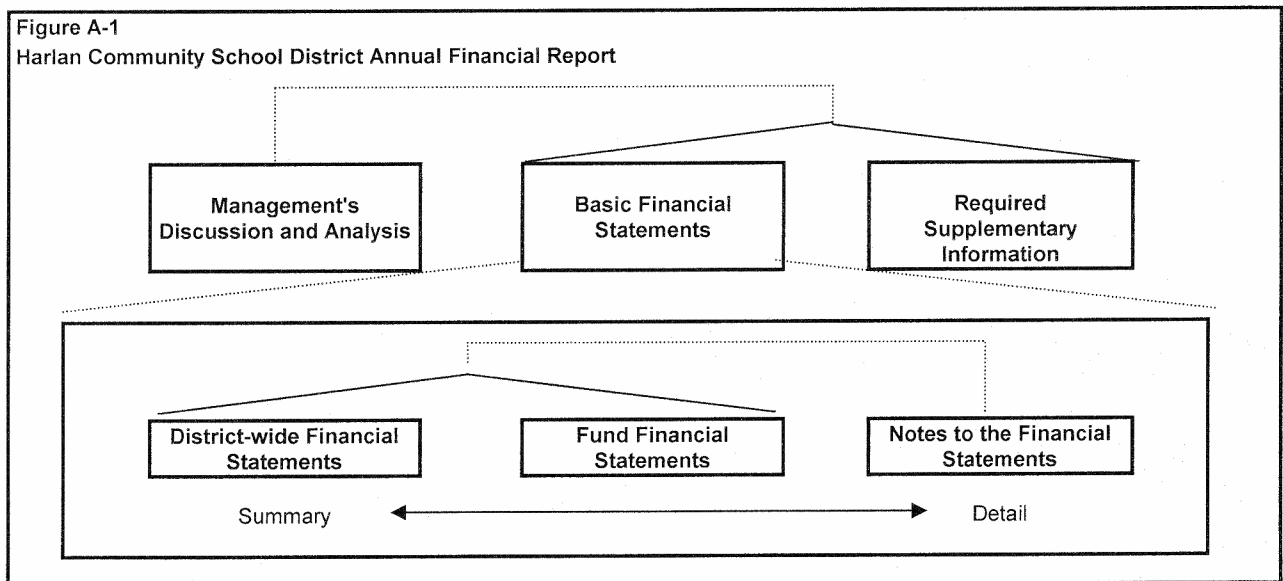 Figure A-1
Harlan Community School District Annual Financial Report
Management's
Discussion and Analysis
Basic Financial
Statements
Required
Supplementary
Information
District-wide Financial
Statements
Fund Financial
Statements
Notes to the Financial
Statements
Summary
Detail